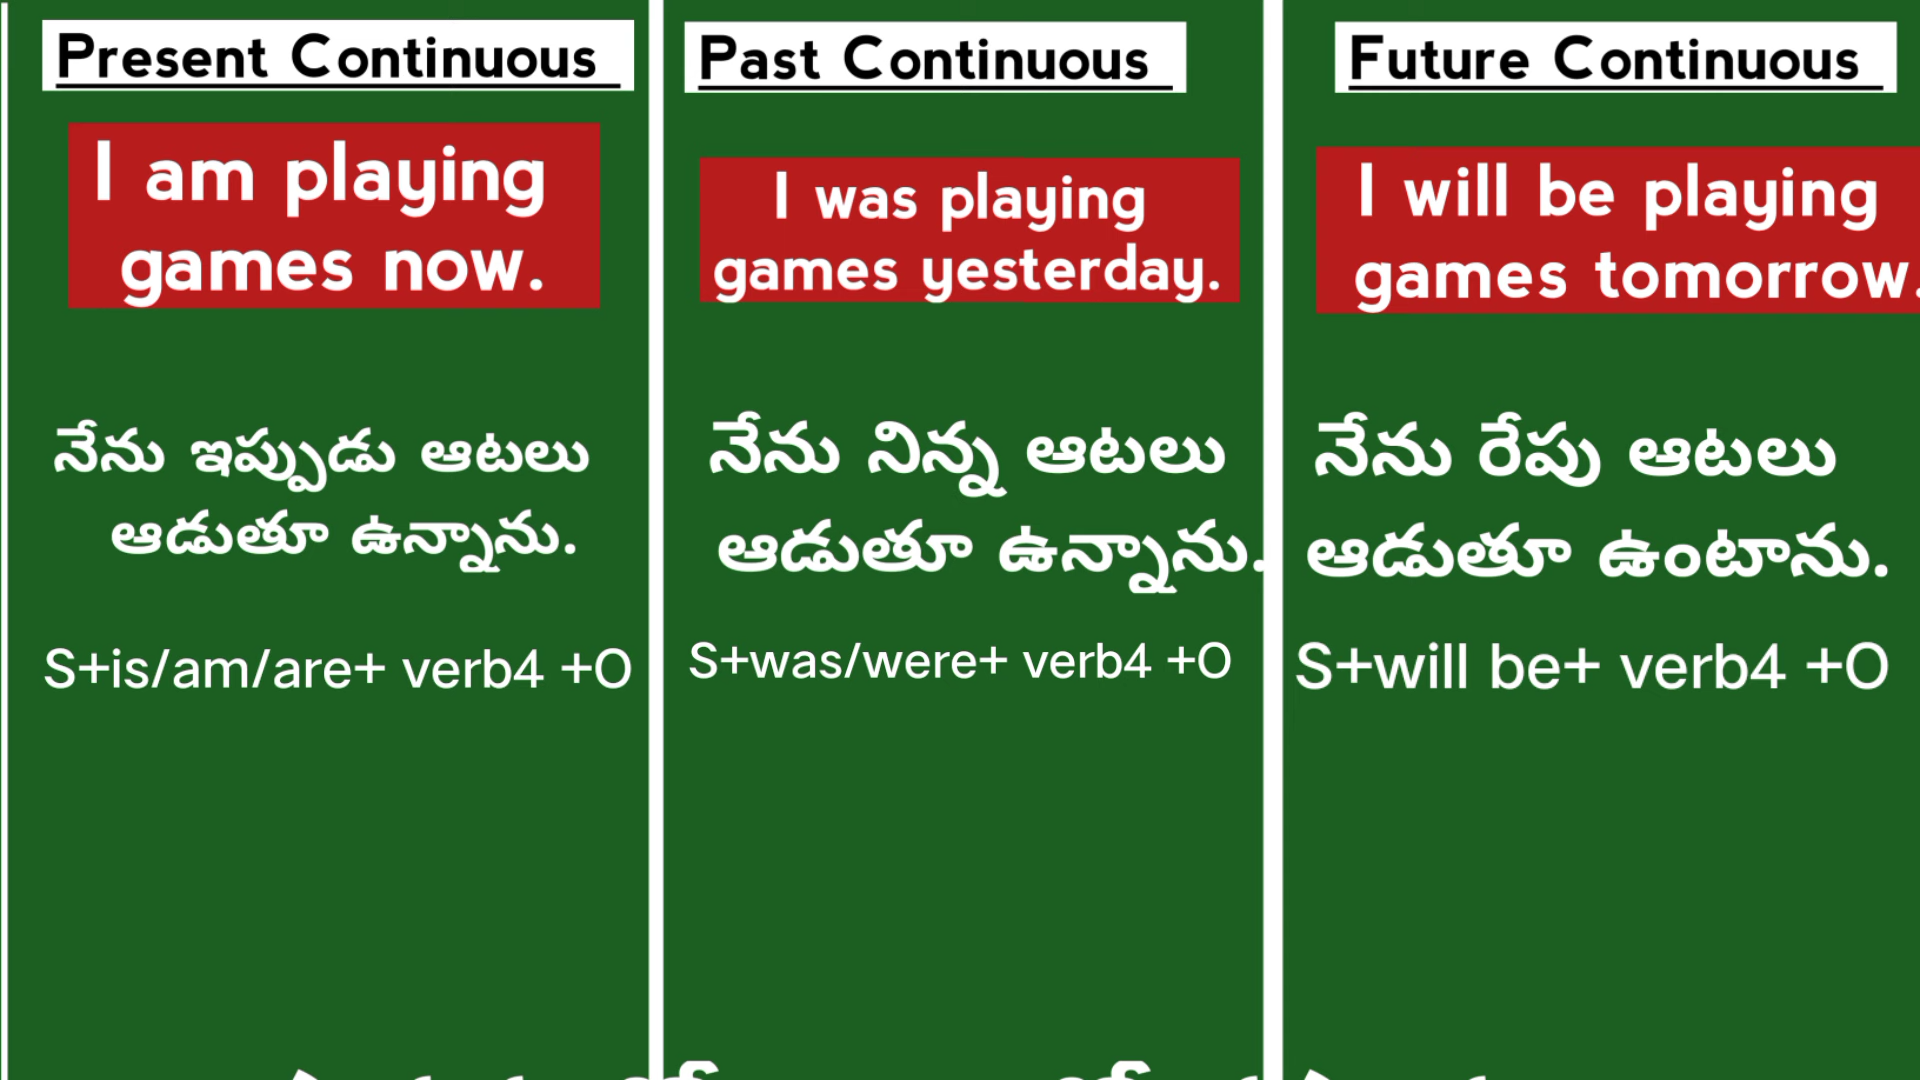 Present Continuous
I am playing
games now.
నేను ఇప్పుడు ఆటలు
ఆడుతూ ఉన్నాను.
S+is/am/are+ verb4 +O
Past Continuous
I was playing
games yesterday.
నేను నిన్న ఆటలు
ఆడుతూ ఉన్నాను.
S+was/were+ verb4 +O
Future Continuous
I will be playing
games tomorrow.
నేను రేపు ఆటలు
ఆడుతూ ఉంటాను.
S+will be+ verb4 +O